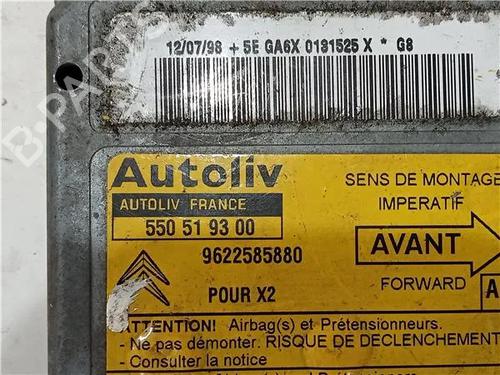 12/07/98 + 5E GA6X 0131525 X * G8
B-PARTS
Autoliv
AUTOLIV FRANCE
550 51 93 00
9622585880
POUR X2
SENS DE MONTAGE
IMPERATIF
AVANT
FORWARD
ATTENTION! Airbag(s) et Prétensionneurs.
- Ne pas démonter. RISQUE DE DECLENCHEMENT
- Consulter la notice